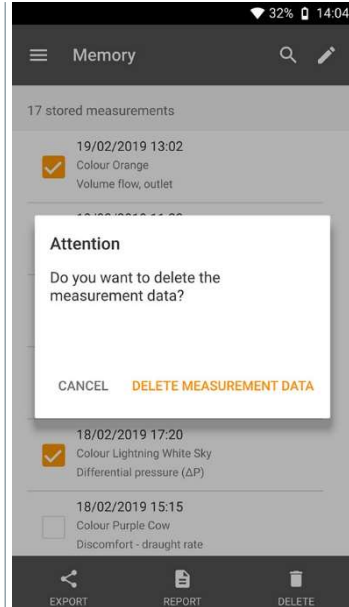 32% 14:04
Memory
17 stored measurements
19/02/2019 13:02
Colour Orange
Volume flow, outlet
Attention
Do you want to delete the
measurement data?
CANCEL DELETE MEASUREMENT DATA
18/02/2019 17:20
Colour Lightning White Sky
Differential pressure (ΔP)
18/02/2019 15:15
Colour Purple Cow
Discomfort - draught rate
EXPORT REPORT DELETE